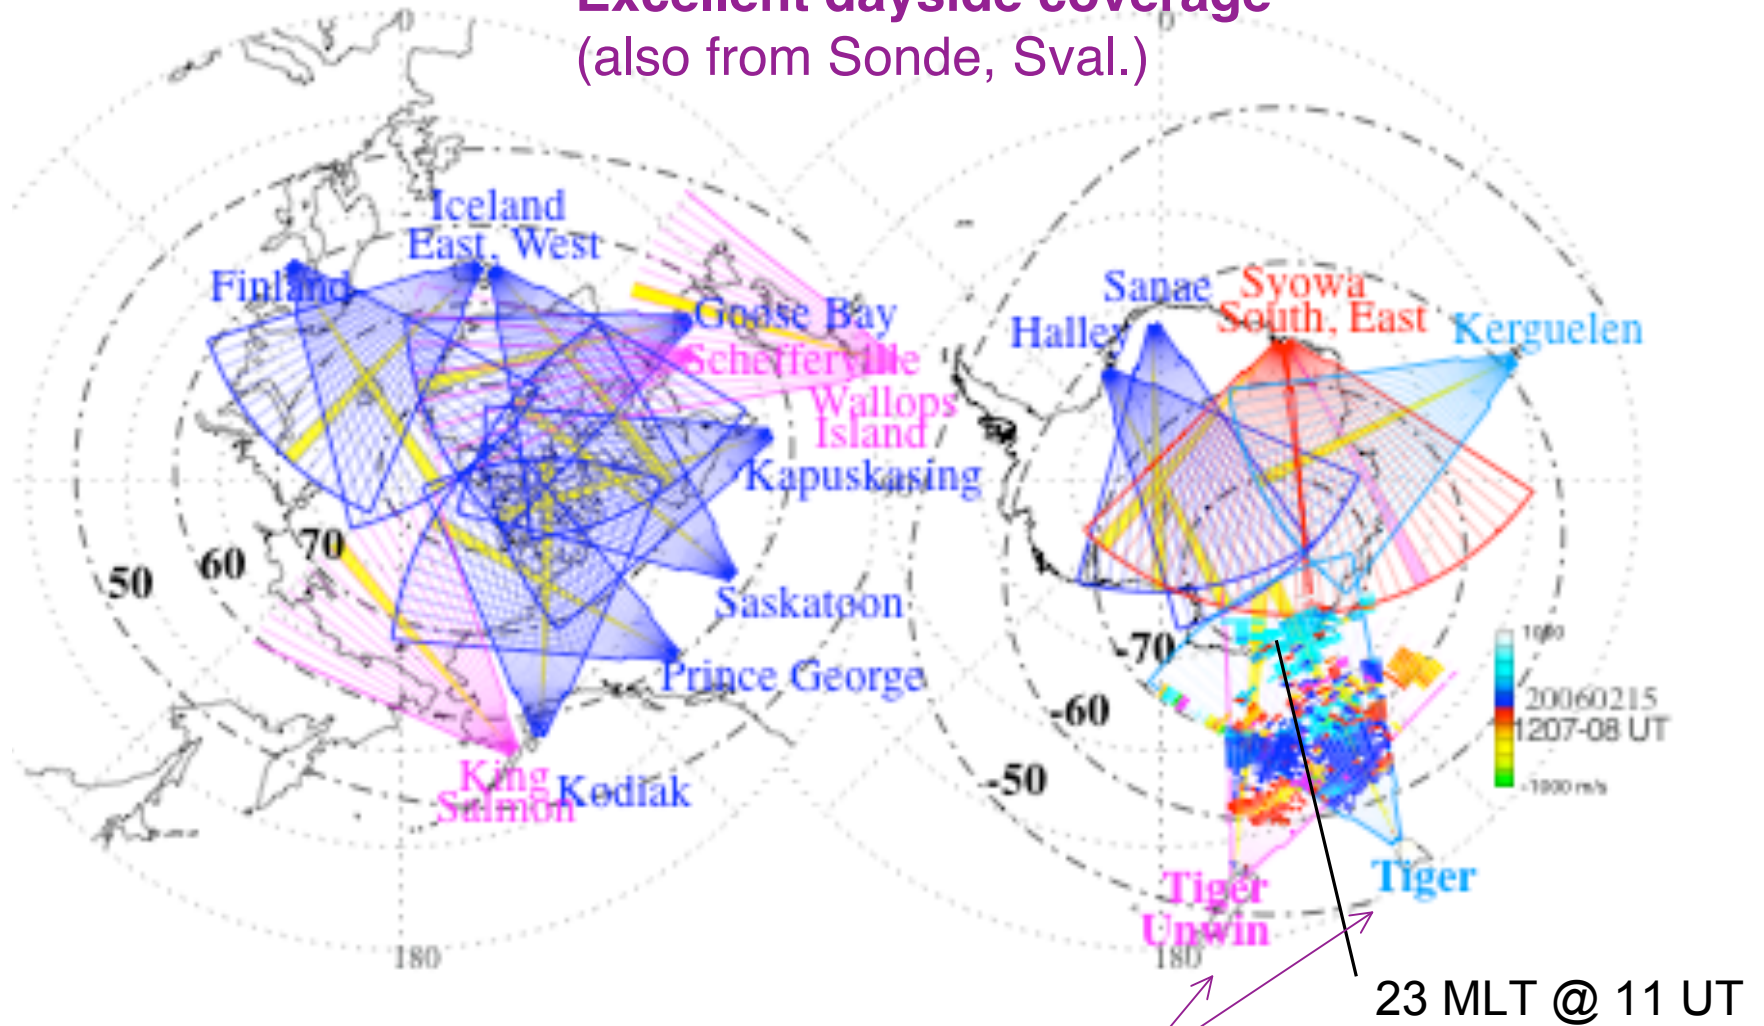 Excellent dayside coverage
(also from Sonde, Sval.)
0
0
Iceland
East, West
Finland
Goose Bay
Schefferville
Wallops
Island
Kapuskasing
50
60
70
Saskatoon
Prince George
King
Salmon
Kodiak
180
Sanae
Syowa
South, East
Halley
Kerguelen
-70
-60
-50
1000
20060215
1207-08 UT
-1000 m/s
Tiger
Unwin
Tiger
180
23 MLT @ 11 UT